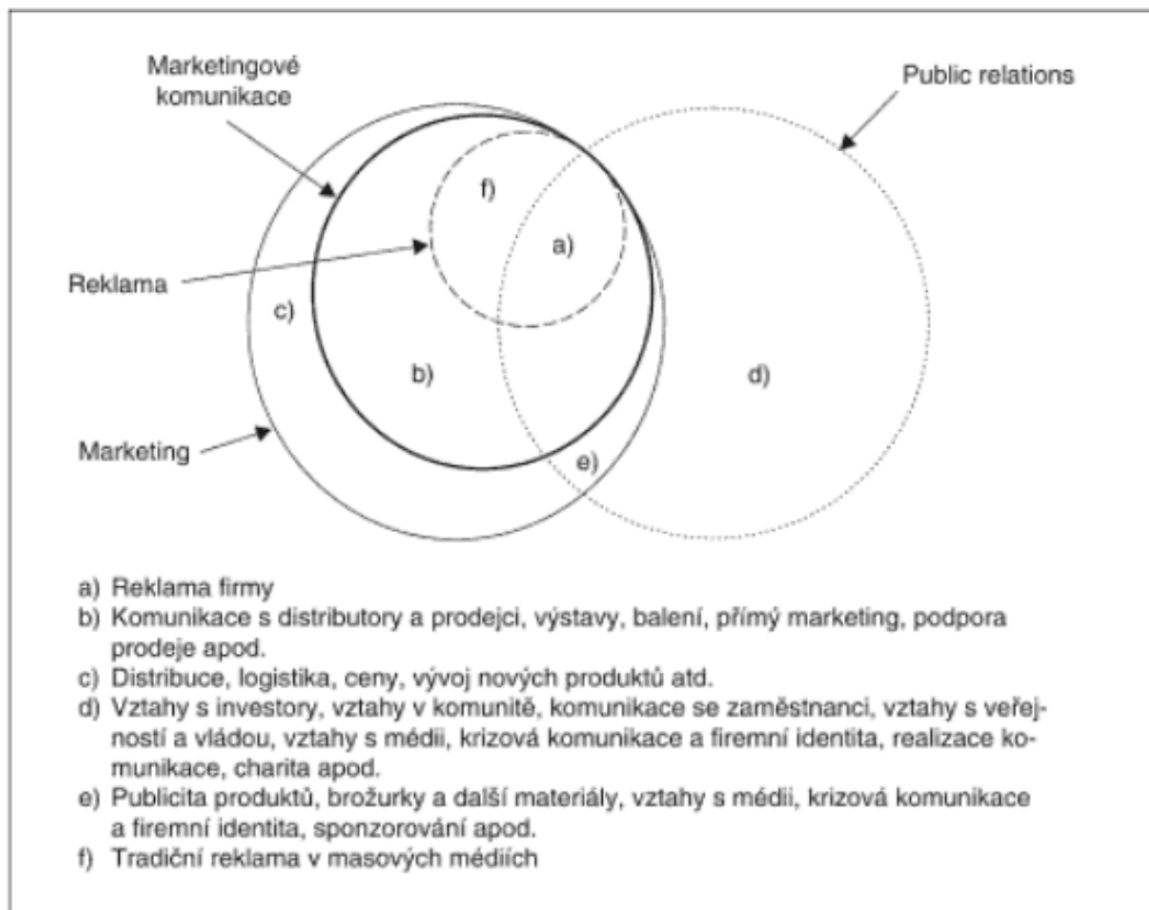 Marketingové
komunikace
Public relations
f)
a)
Reklama
c)
b)
d)
Marketing
e)
a) Reklama firmy
b) Komunikace s distributory a prodejci, výstavy, balení, přímý marketing, podpora
prodeje apod.
c) Distribuce, logistika, ceny, vývoj nových produktů atd.
d) Vztahy s investory, vztahy v komunitě, komunikace se zaměstnanci, vztahy s veřej-
ností a vládou, vztahy s médii, krizová komunikace a firemní identita, realizace ko-
munikace, charita apod.
e) Publicita produktů, brožurky a další materiály, vztahy s médii, krizová komunikace
a firemní identita, sponzorování apod.
f) Tradiční reklama v masových médiích